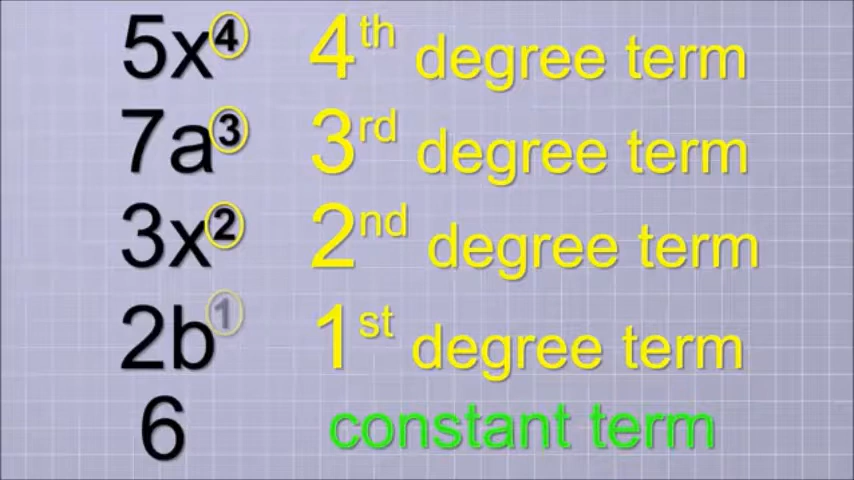 5x⁴ 4th degree term
7a³ 3rd degree term
3x² 2nd degree term
2b¹ 1st degree term
6 constant term